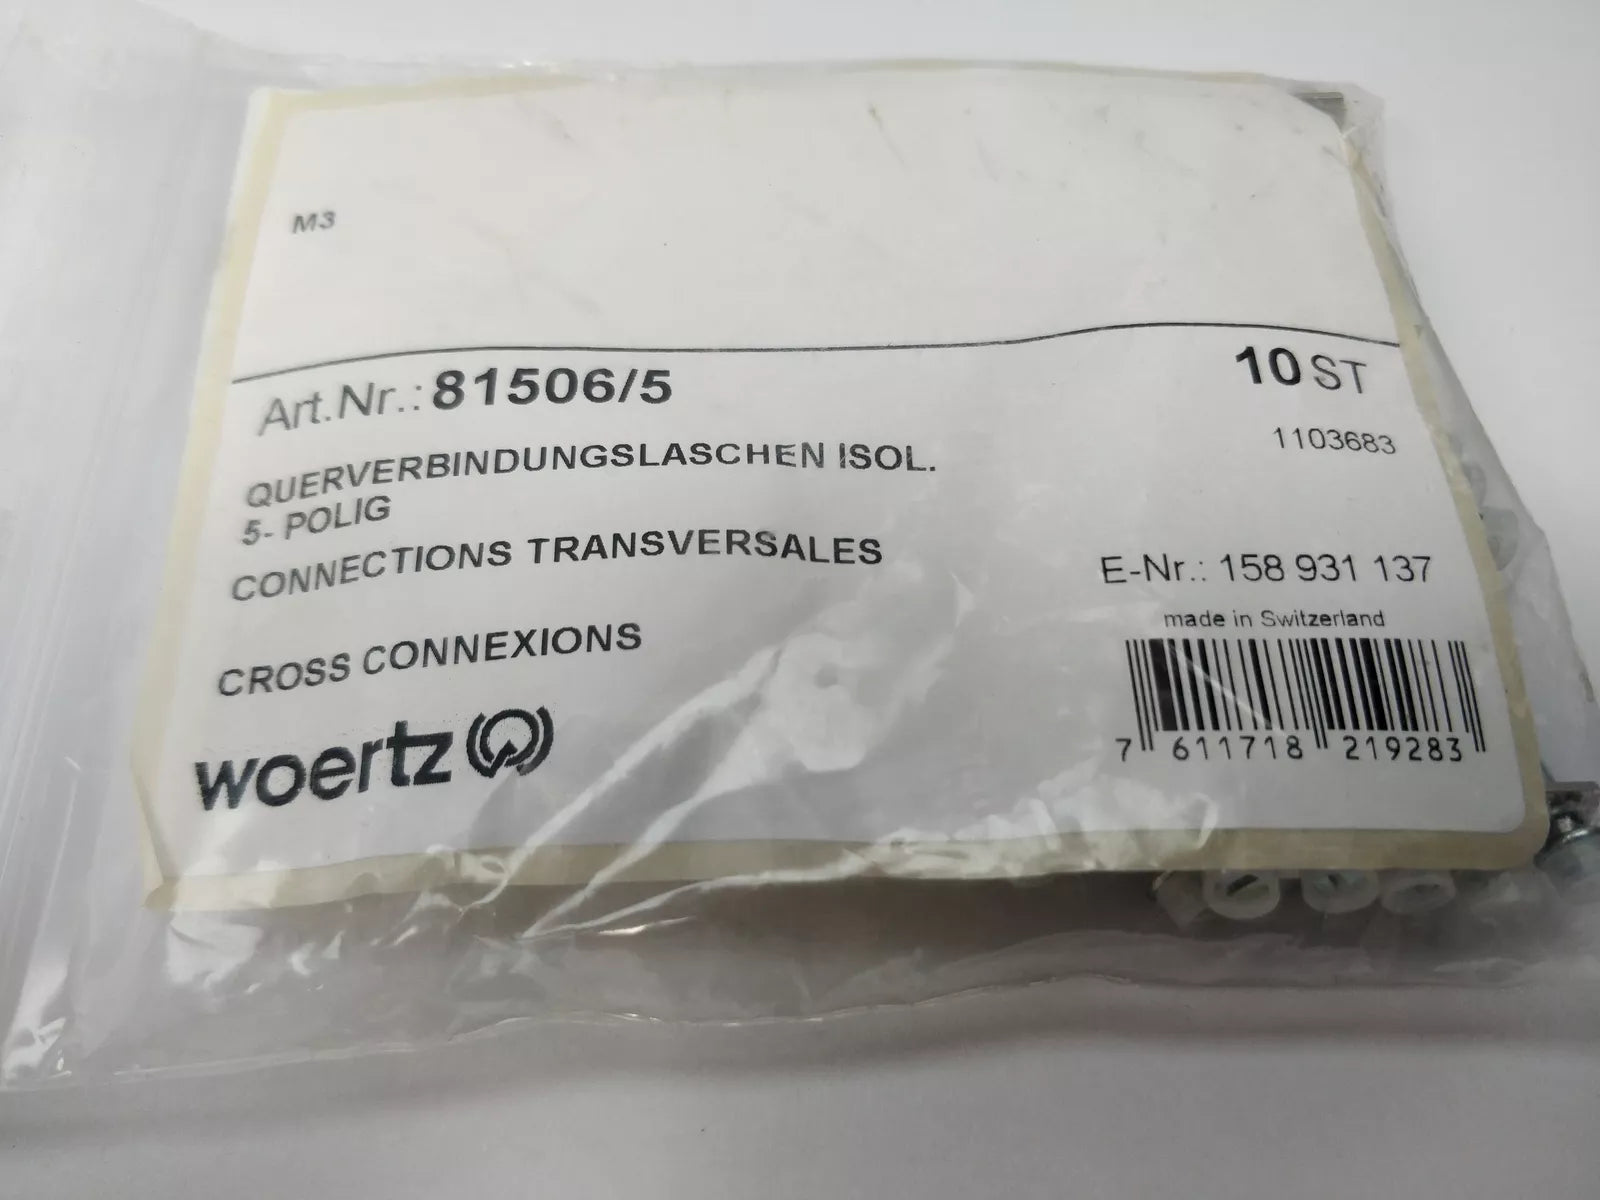 M3
Art.Nr.: 81506/5
10 ST
QUERVERBINDUNGSLASCHEN ISOL.
5- POLIG
1103683
CONNECTIONS TRANSVERSALES
E-Nr.: 158 931 137
made in Switzerland
CROSS CONNEXIONS
woertz
7 611718 219283